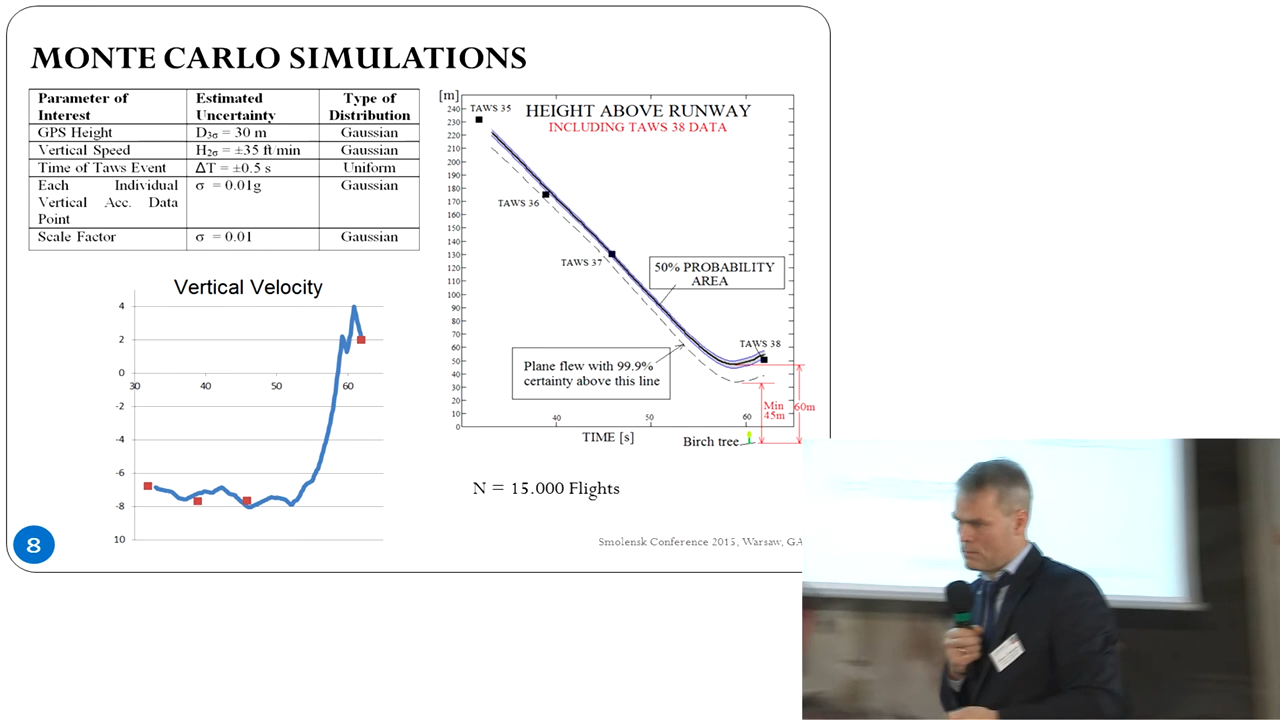 MONTE CARLO SIMULATIONS
Parameter of Interest
Estimated Uncertainty
Type of Distribution
GPS Height
D3σ = 30 m
Gaussian
Vertical Speed
H2σ = ±35 ft/min
Gaussian
Time of Taws Event
ΔT = ±0.5 s
Uniform
Each Individual
Vertical Acc. Data
Point
σ = 0.01g
Gaussian
Scale Factor
σ = 0.01
Gaussian
Vertical Velocity
4
2
0
-2
-4
-6
-8
10
30
40
50
60
[m]
HEIGHT ABOVE RUNWAY
INCLUDING TAWS 38 DATA
240
230
220
210
200
190
180
170
160
150
140
130
120
110
100
90
80
70
60
50
40
30
20
10
0
TAWS 35
TAWS 36
TAWS 37
50% PROBABILITY
AREA
TAWS 38
Plane flew with 99.9%
certainty above this line
Min
45m
60m
40
50
60
TIME [s]
Birch tree
N = 15.000 Flights
8
Smolensk Conference 2015, Warsaw, GA